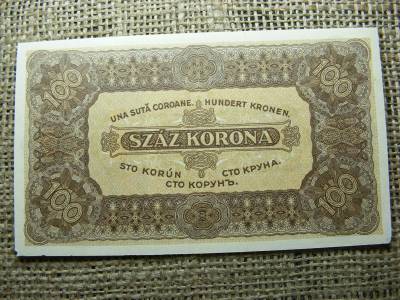 100 100
UNA SUTĂ COROANE. HUNDERT KRONEN.
SZÁZ KORONA
STO KORÚN СТО КРУНА.
СТО КОРУНЪ.
100 100